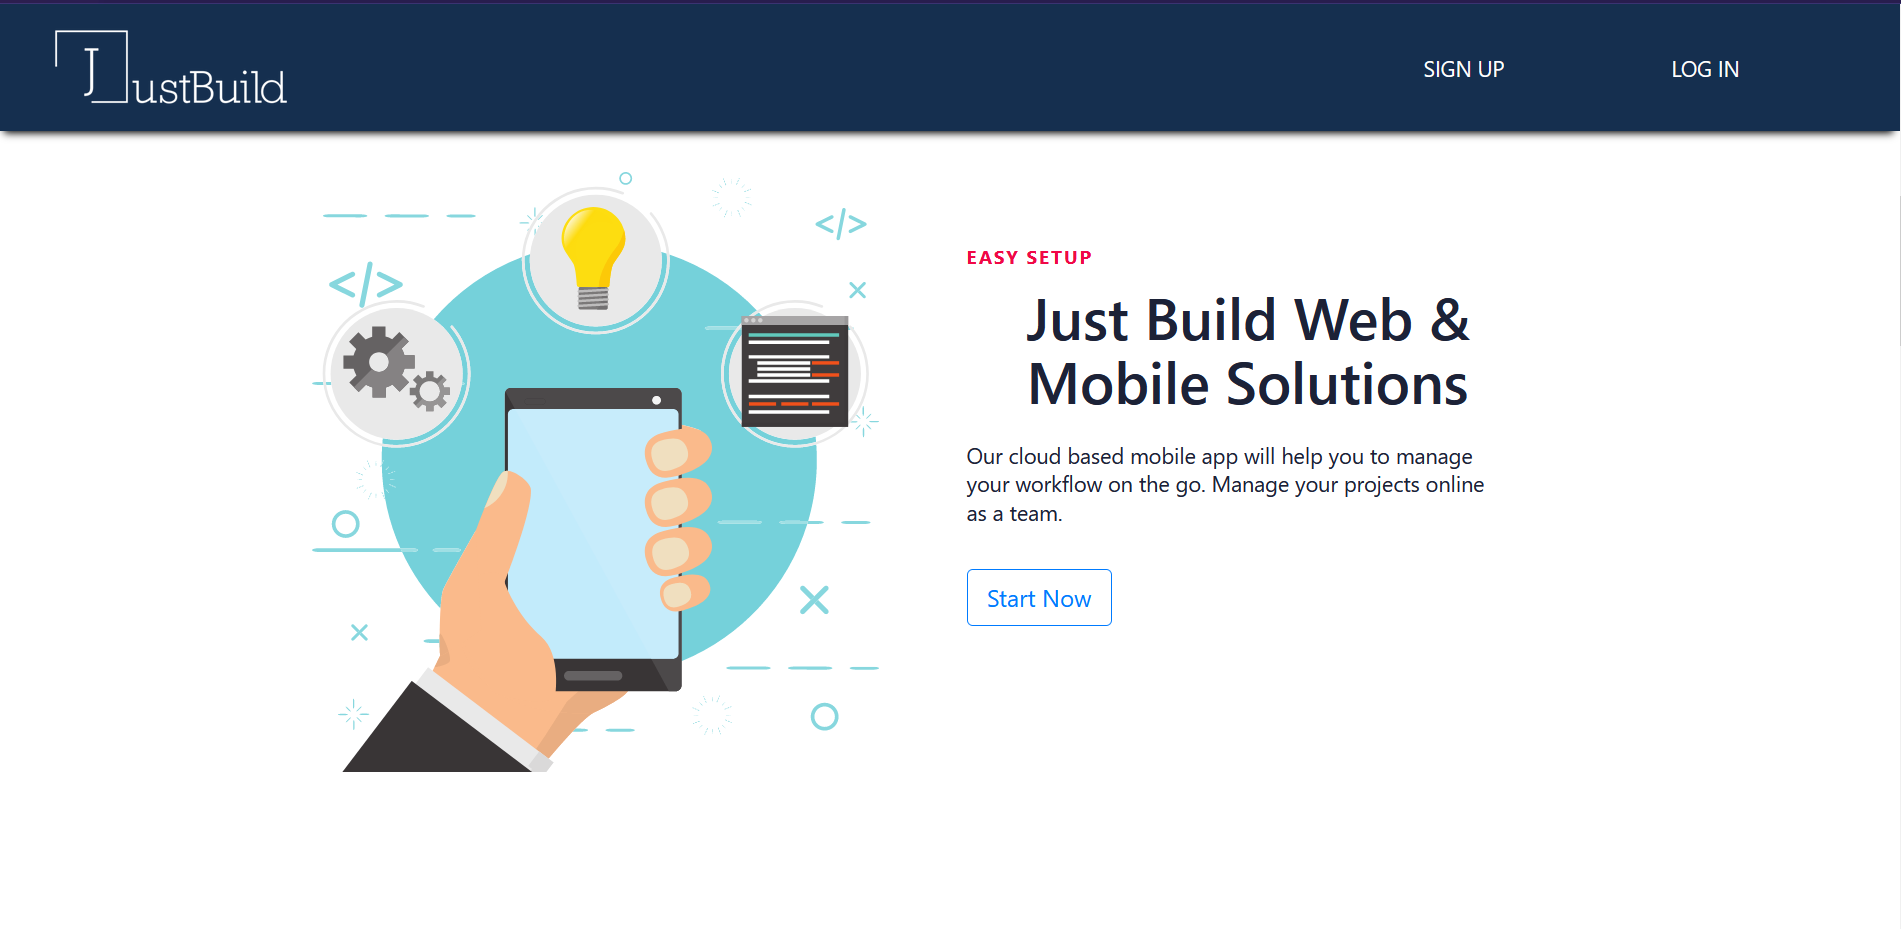 JustBuild
SIGN UP
LOG IN
</>
</>
EASY SETUP
Just Build Web &
Mobile Solutions
Our cloud based mobile app will help you to manage
your workflow on the go. Manage your projects online
as a team.
Start Now